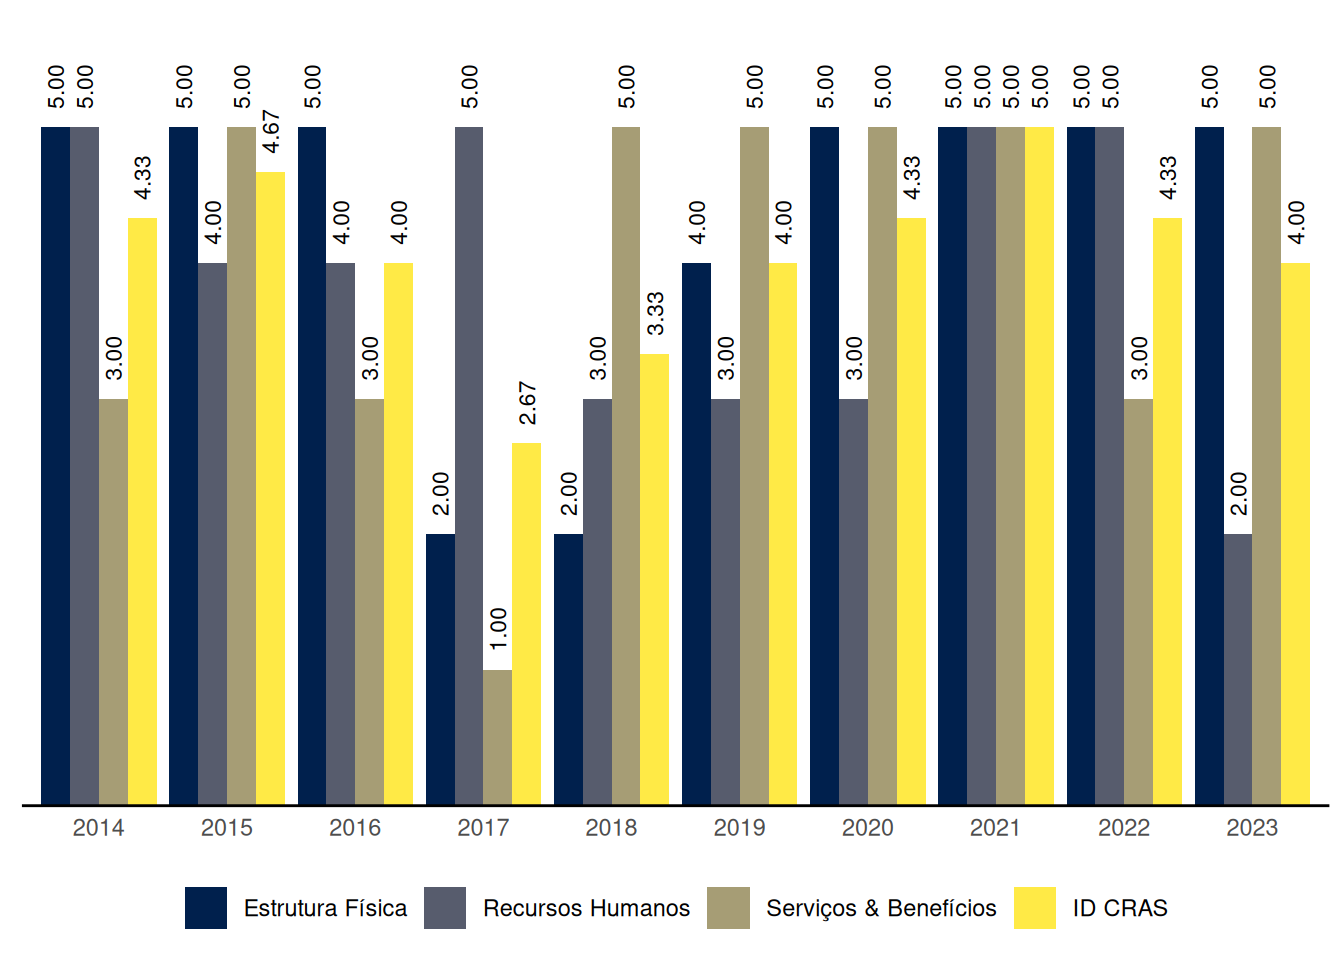 5.00 5.00 3.00 4.33 5.00 4.00 5.00 4.67 5.00 4.00 3.00 4.00 2.00 5.00 1.00 2.67 2.00 3.00 5.00 3.33 4.00 3.00 5.00 4.00 5.00 3.00 5.00 4.33 5.00 5.00 5.00 5.00 5.00 5.00 3.00 4.33 5.00 2.00 5.00 4.00
2014 2015 2016 2017 2018 2019 2020 2021 2022 2023
Estrutura Física Recursos Humanos Serviços & Benefícios ID CRAS